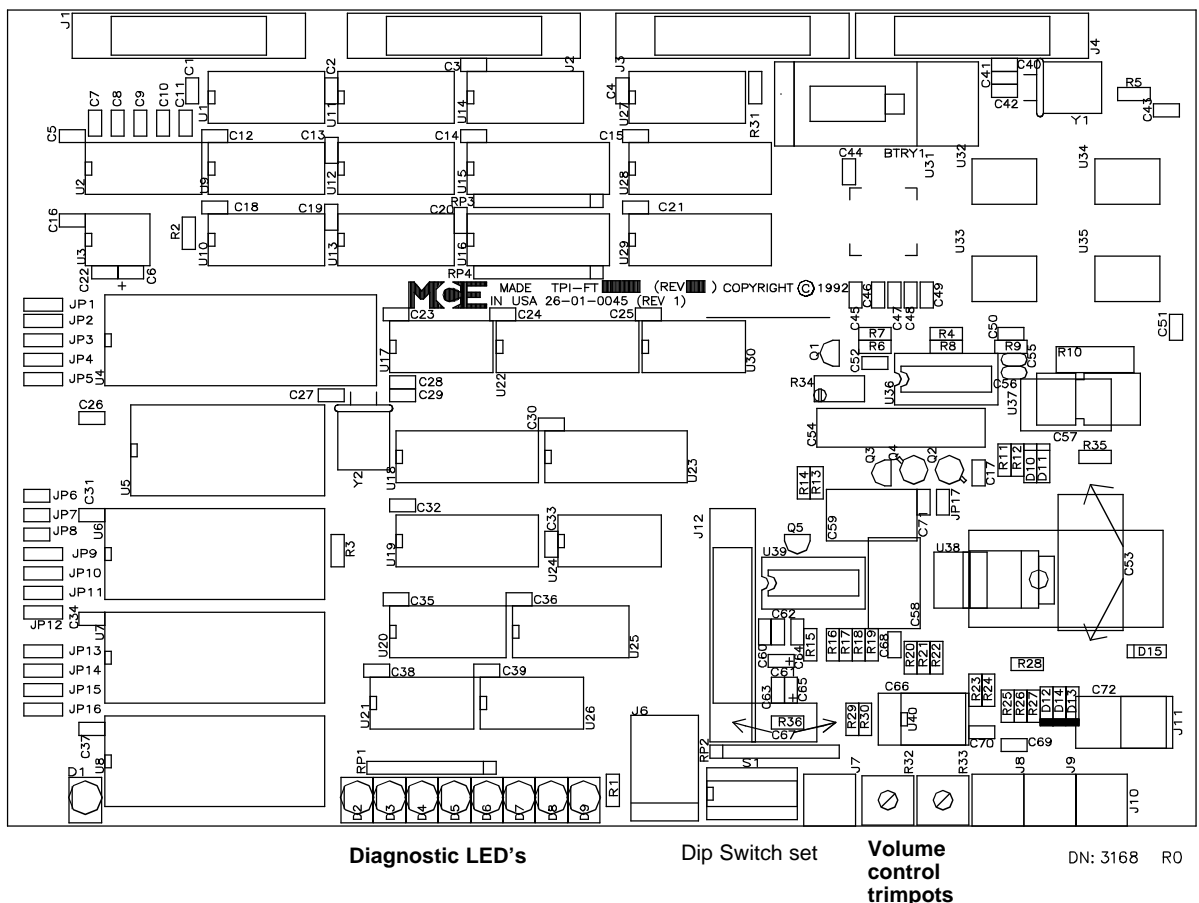 J1
J2
J3
J4
C1
C2
C3
C4
C41
C40
C42
R5
C43
Y1
C7
C8
C9
C10
C11
U1
U11
U14
U27
R31
BTRY1
C5
C12
C13
C14
C15
C44
U31
U32
U34
U2
U9
U12
U15
U28
RP3
C16
C18
C19
C20
C21
R2
U3
U10
U13
U16
U29
U33
U35
C22
+
C6
RP4
MCE MADE TPI-FT (REV ) COPYRIGHT © 1992
IN USA 26-01-0045 (REV 1)
C45
C46
C47
C48
C49
C51
JP1
JP2
JP3
JP4
JP5
U4
C23
C24
C25
U17
U22
U30
Q1
R7
R6
R4
R8
C50
R9
C52
C55
C56
R10
C26
C27
C28
C29
R34
U36
U37
C30
C54
C57
U5
Y2
U18
U23
Q3
Q4
Q2
C17
R11
R12
D10
D11
R35
R14
R13
JP6
JP7
JP8
JP9
JP10
JP11
JP12
C31
U6
R3
C32
C33
U19
U24
J12
C59
C71
JP17
Q5
U39
U38
C53
C58
C34
U7
C35
C36
U20
U25
C62
C60
C64
+
C61
R15
R16
R17
R18
R19
C68
R20
R21
R22
R28
D15
JP13
JP14
JP15
JP16
C38
C39
U21
U26
C63
C65
+
R36
C67
R29
R30
C66
U40
R23
R24
R25
R26
R27
D12
D14
D13
C72
C70
C69
J11
C37
U8
D1
RP1
J6
RP2
S1
J7
R32
R33
J8
J9
J10
D2
D3
D4
D5
D6
D7
D8
D9
R1
Diagnostic LED's
Dip Switch set
Volume
control
trimpots
DN: 3168 R0